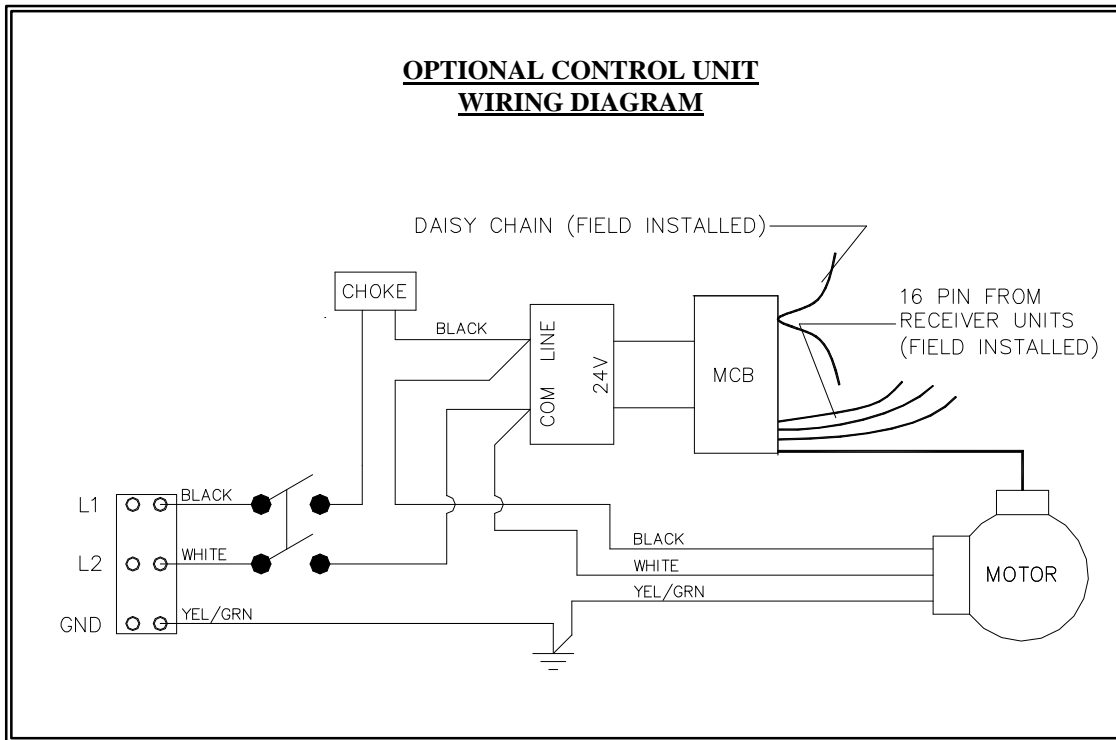 OPTIONAL CONTROL UNIT
WIRING DIAGRAM
DAISY CHAIN (FIELD INSTALLED)
CHOKE
16 PIN FROM
RECEIVER UNITS
(FIELD INSTALLED)
BLACK
LINE
COM
24V
MCB
L1
BLACK
L2
WHITE
GND
YEL/GRN
BLACK
WHITE
YEL/GRN
MOTOR